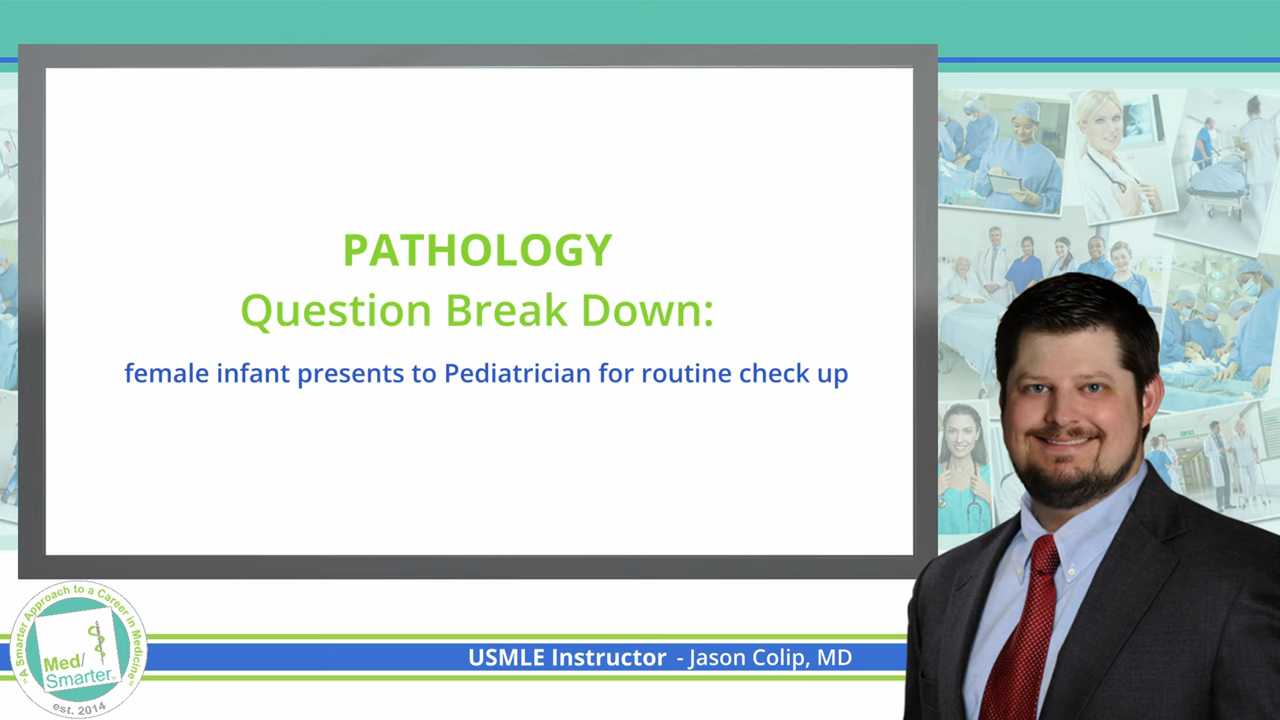 PATHOLOGY
Question Break Down:
female infant presents to Pediatrician for routine check up
"A Smarter Approach to a Career in Medicine"
Med/
Smarter
est. 2014
USMLE Instructor - Jason Colip, MD